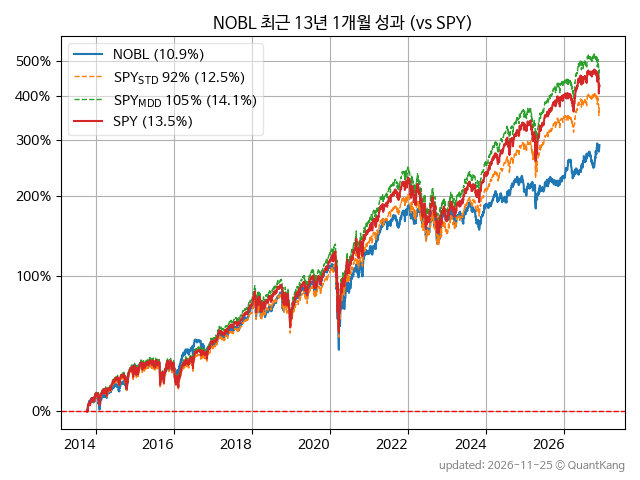 NOBL 최근 13년 1개월 성과 (vs SPY)
NOBL (10.9%)
SPY_STD 92% (12.5%)
SPY_MDD 105% (14.1%)
SPY (13.5%)
500%
400%
300%
200%
100%
0%
2014 2016 2018 2020 2022 2024 2026
updated: 2026-11-25 © QuantKang